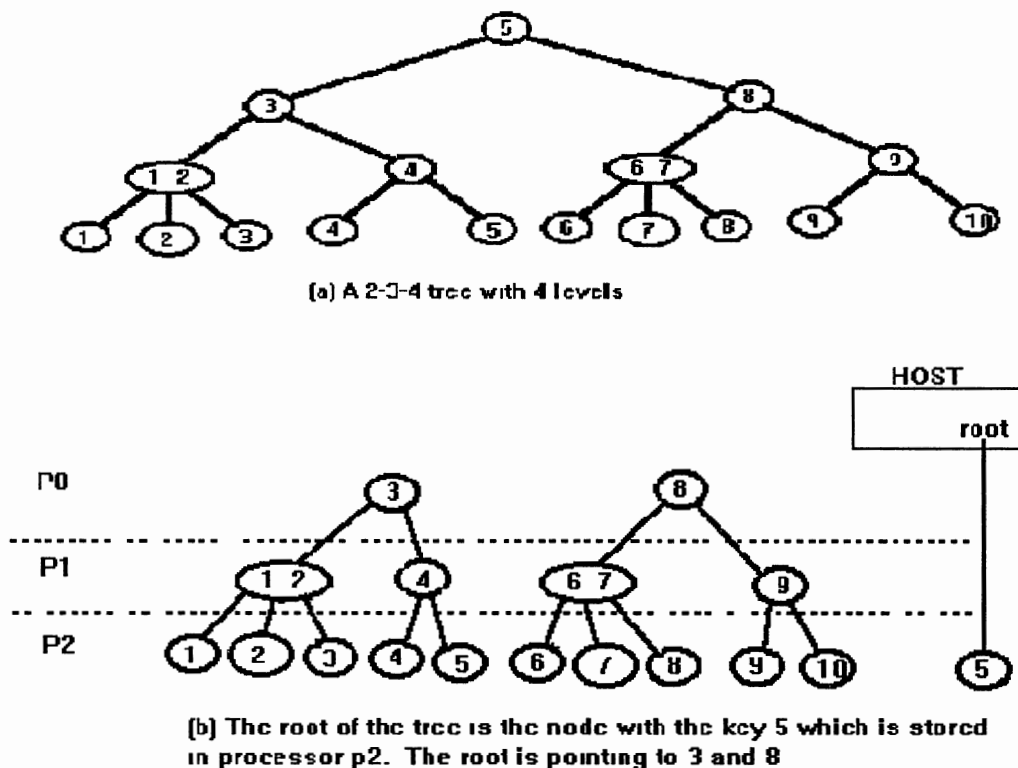 5
3 8
1 2 4 6 7 9
1 2 3 4 5 6 7 8 9 10
(a) A 2-3-4 tree with 4 levels
HOST
root
P0 3 8
P1 1 2 4 6 7 9
P2 1 2 3 4 5 6 7 8 9 10 5
(b) The root of the tree is the node with the key 5 which is stored
in processor p2. The root is pointing to 3 and 8